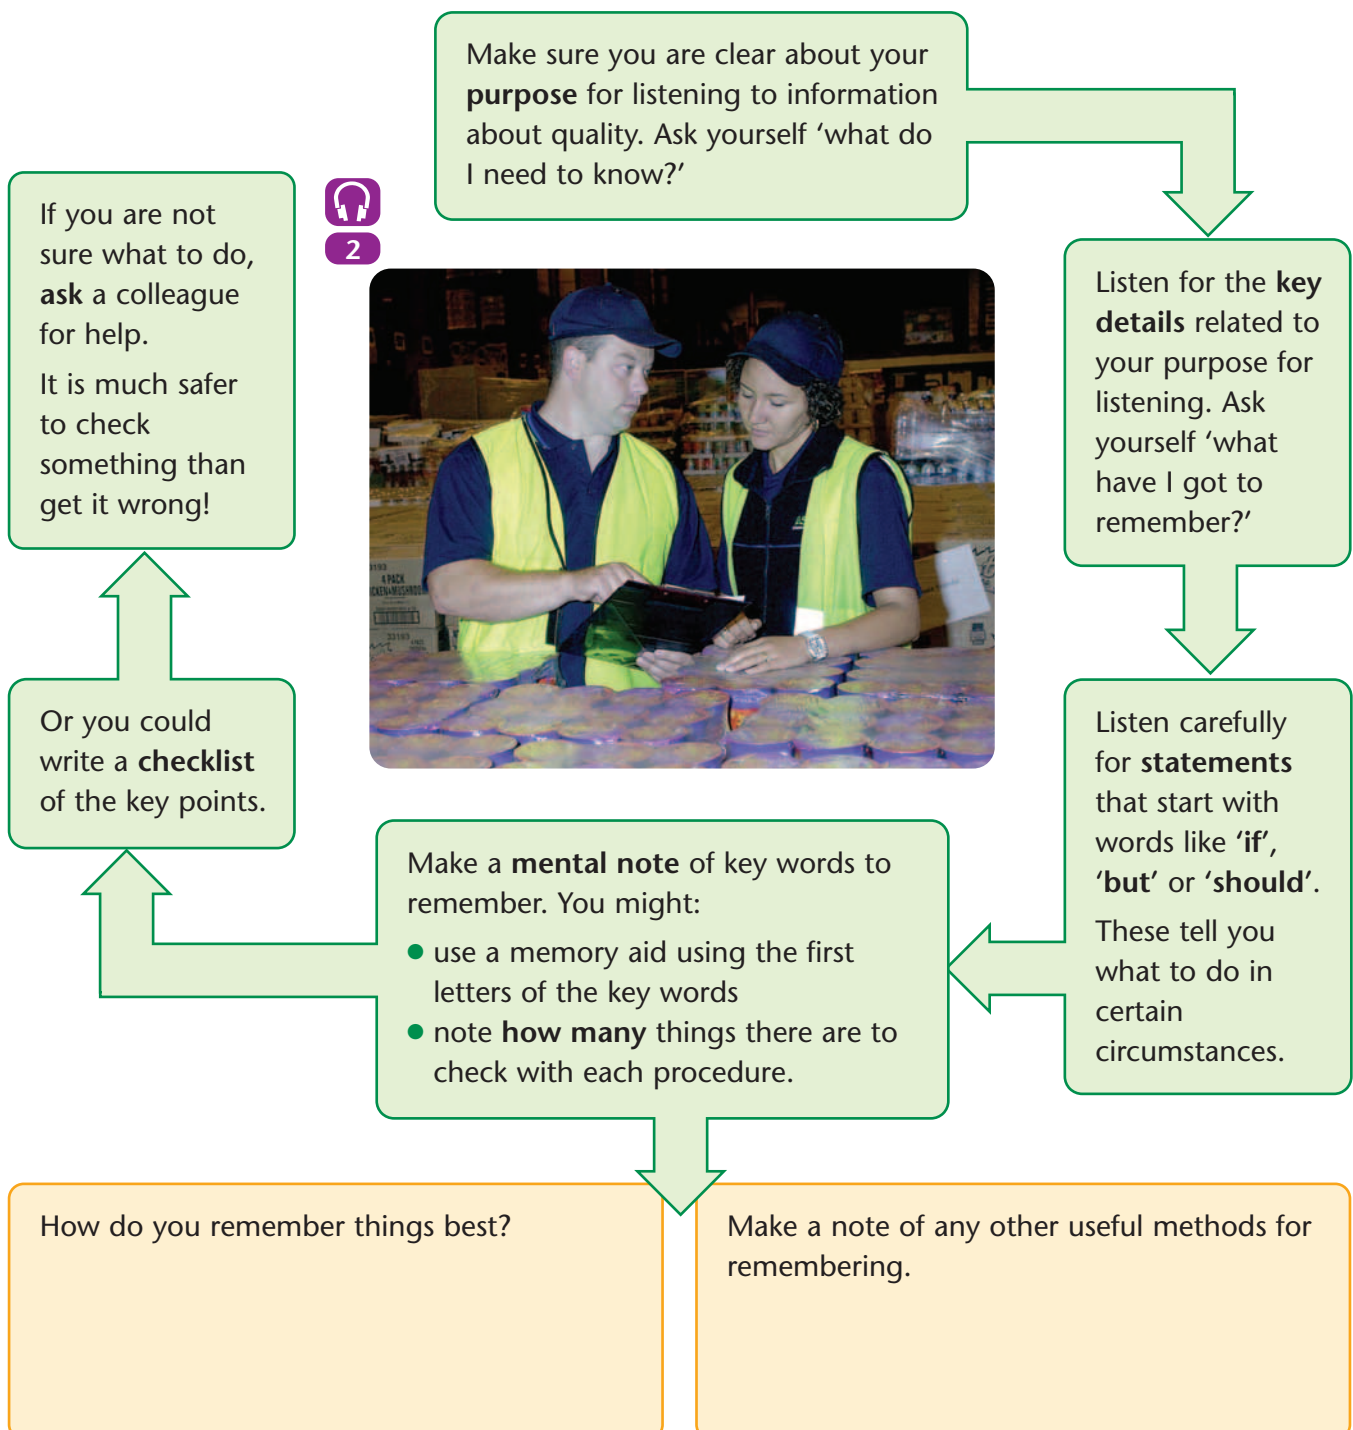 Make sure you are clear about your
purpose for listening to information
about quality. Ask yourself ‘what do
I need to know?’
Listen for the key
details related to
your purpose for
listening. Ask
yourself ‘what
have I got to
remember?’
Listen carefully
for statements
that start with
words like ‘if’,
‘but’ or ‘should’.
These tell you
what to do in
certain
circumstances.
Make a mental note of key words to
remember. You might:
● use a memory aid using the first
letters of the key words
● note how many things there are to
check with each procedure.
Or you could
write a checklist
of the key points.
If you are not
sure what to do,
ask a colleague
for help.
It is much safer
to check
something than
get it wrong!
2
4 PACK
33193
How do you remember things best?
Make a note of any other useful methods for
remembering.